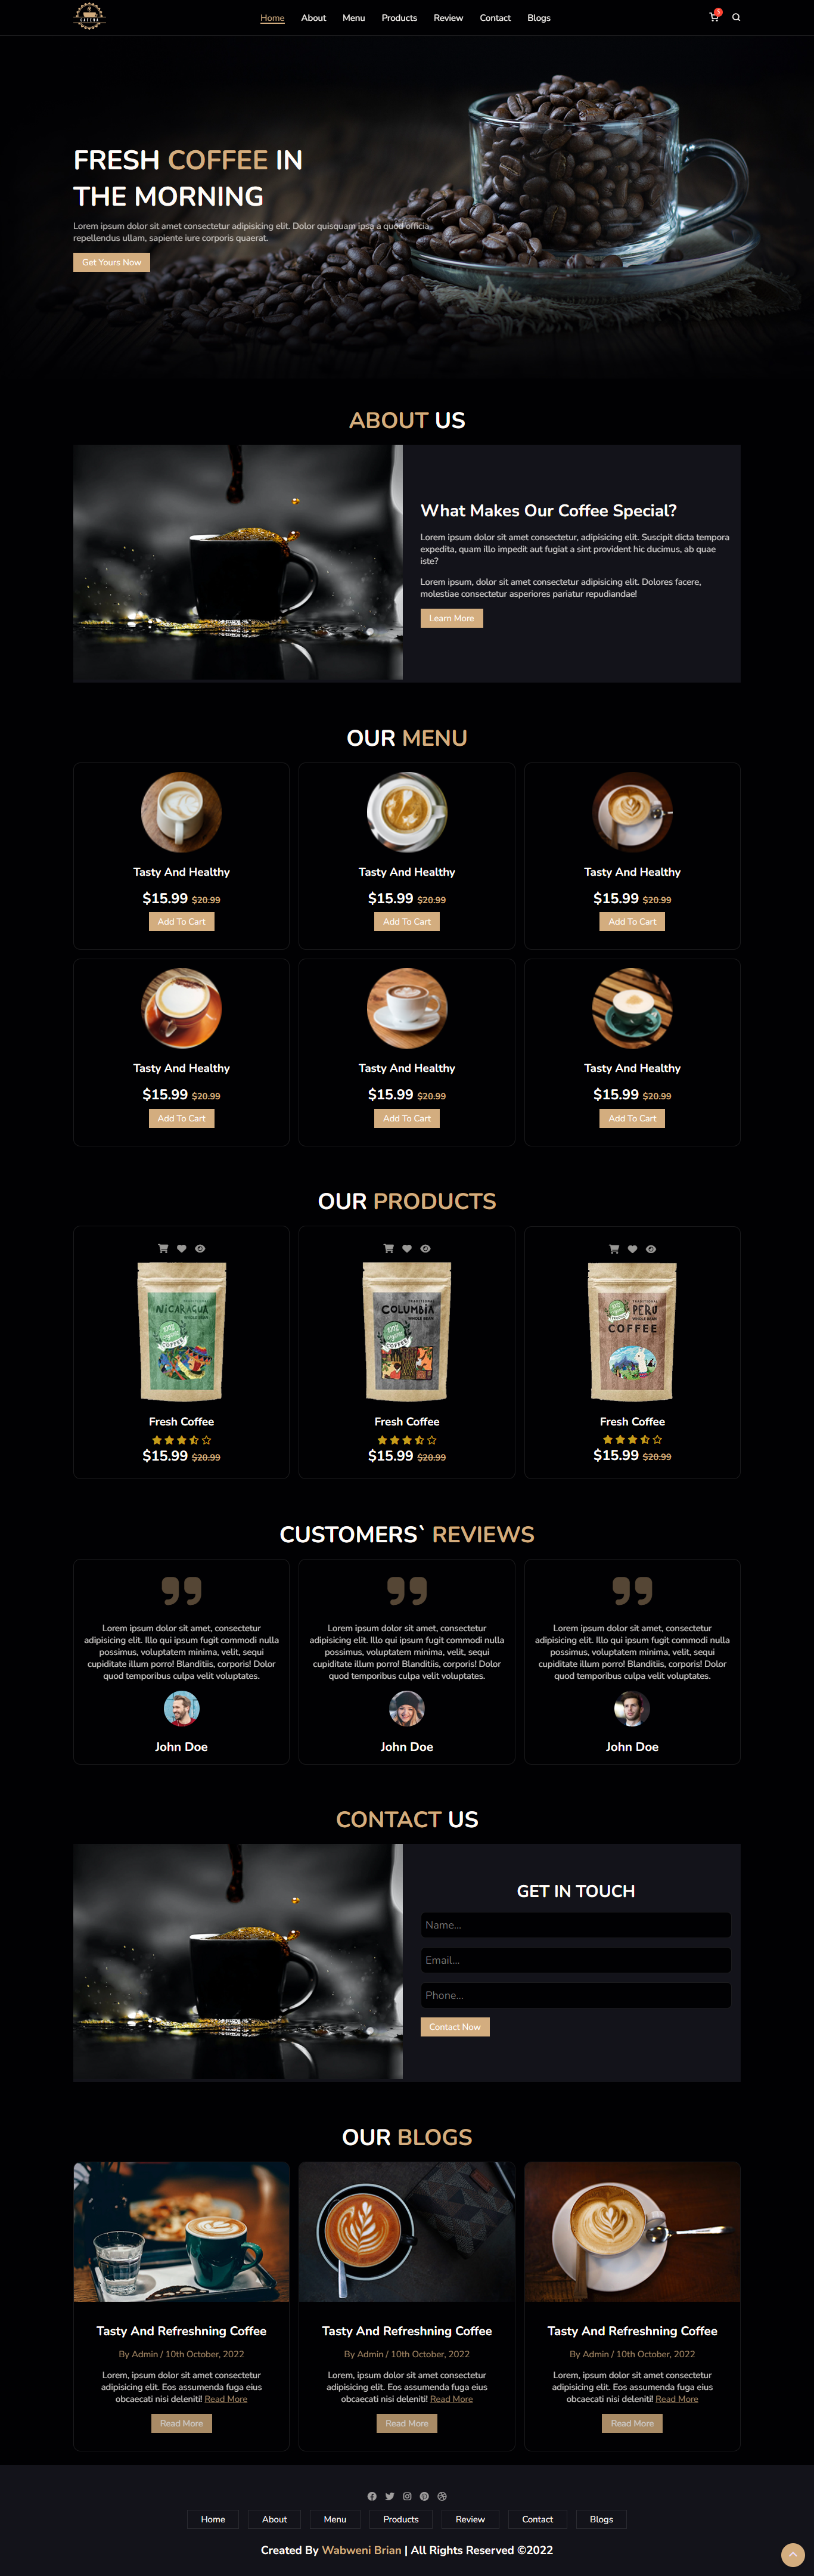 CAFENA
Home About Menu Products Review Contact Blogs
3
FRESH COFFEE IN
THE MORNING
Lorem ipsum dolor sit amet consectetur adipisicing elit. Dolor quisquam ipsa a quod officia
repellendus ullam, sapiente iure corporis quaerat.
Get Yours Now
ABOUT US
What Makes Our Coffee Special?
Lorem ipsum dolor sit amet consectetur, adipisicing elit. Suscipit dicta tempora
expedita, quam illo impedit aut fugiat a sint provident hic ducimus, ab quae
iste?
Lorem ipsum, dolor sit amet consectetur adipisicing elit. Dolores facere,
molestiae consectetur asperiores pariatur repudiandae!
Learn More
OUR MENU
Tasty And Healthy Tasty And Healthy Tasty And Healthy
$15.99 $20.99 $15.99 $20.99 $15.99 $20.99
Add To Cart Add To Cart Add To Cart
Tasty And Healthy Tasty And Healthy Tasty And Healthy
$15.99 $20.99 $15.99 $20.99 $15.99 $20.99
Add To Cart Add To Cart Add To Cart
OUR PRODUCTS
TRADITIONAL
NICARAGUA
WHOLE BEAN
100%
organic
COFFEE
TRADITIONAL
COLUMBIA
WHOLE BEAN
100%
organic
COFFEE
TRADITIONAL
PERU
WHOLE BEAN
100%
organic
COFFEE
Fresh Coffee Fresh Coffee Fresh Coffee
$15.99 $20.99 $15.99 $20.99 $15.99 $20.99
CUSTOMERS` REVIEWS
Lorem ipsum dolor sit amet, consectetur
adipisicing elit. Illo qui ipsum fugit commodi nulla
possimus, voluptatem minima, velit, sequi
cupiditate illum porro! Blanditiis, corporis! Dolor
quod temporibus culpa velit voluptates.
John Doe
Lorem ipsum dolor sit amet, consectetur
adipisicing elit. Illo qui ipsum fugit commodi nulla
possimus, voluptatem minima, velit, sequi
cupiditate illum porro! Blanditiis, corporis! Dolor
quod temporibus culpa velit voluptates.
John Doe
Lorem ipsum dolor sit amet, consectetur
adipisicing elit. Illo qui ipsum fugit commodi nulla
possimus, voluptatem minima, velit, sequi
cupiditate illum porro! Blanditiis, corporis! Dolor
quod temporibus culpa velit voluptates.
John Doe
CONTACT US
GET IN TOUCH
Name...
Email...
Phone...
Contact Now
OUR BLOGS
Tasty And Refreshning Coffee
By Admin / 10th October, 2022
Lorem, ipsum dolor sit amet consectetur
adipisicing elit. Eos assumenda fuga eius
obcaecati nisi deleniti! Read More
Read More
Tasty And Refreshning Coffee
By Admin / 10th October, 2022
Lorem, ipsum dolor sit amet consectetur
adipisicing elit. Eos assumenda fuga eius
obcaecati nisi deleniti! Read More
Read More
Tasty And Refreshning Coffee
By Admin / 10th October, 2022
Lorem, ipsum dolor sit amet consectetur
adipisicing elit. Eos assumenda fuga eius
obcaecati nisi deleniti! Read More
Read More
Home About Menu Products Review Contact Blogs
Created By Wabweni Brian | All Rights Reserved ©2022